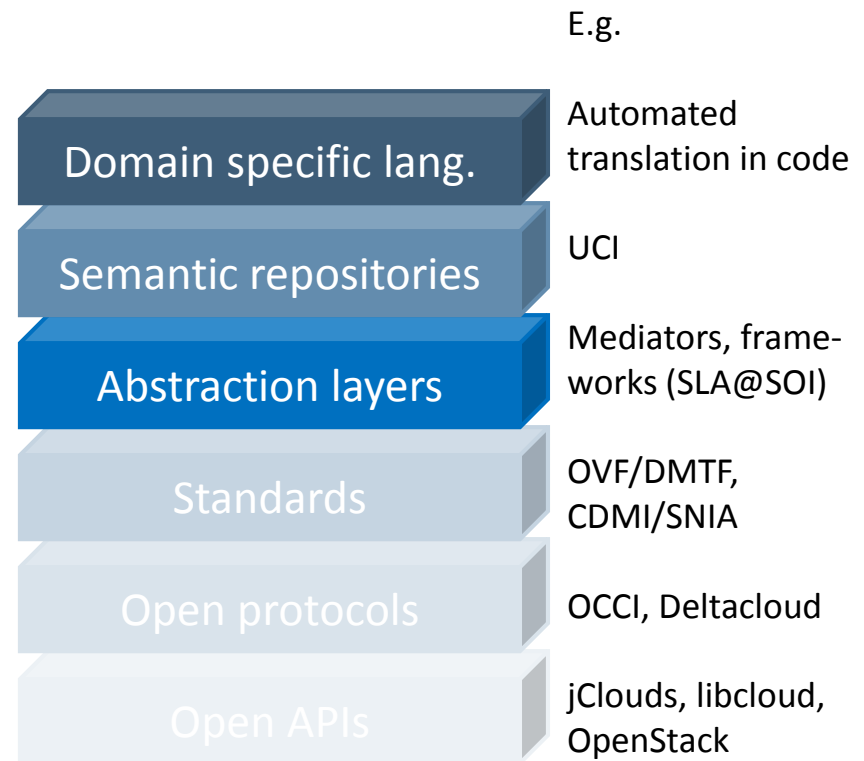 E.g.
Domain specific lang.
Automated
translation in code
Semantic repositories
UCI
Abstraction layers
Mediators, frame-
works (SLA@SOI)
Standards
OVF/DMTF,
CDMI/SNIA
Open protocols
OCCI, Deltacloud
Open APIs
jClouds, libcloud,
OpenStack